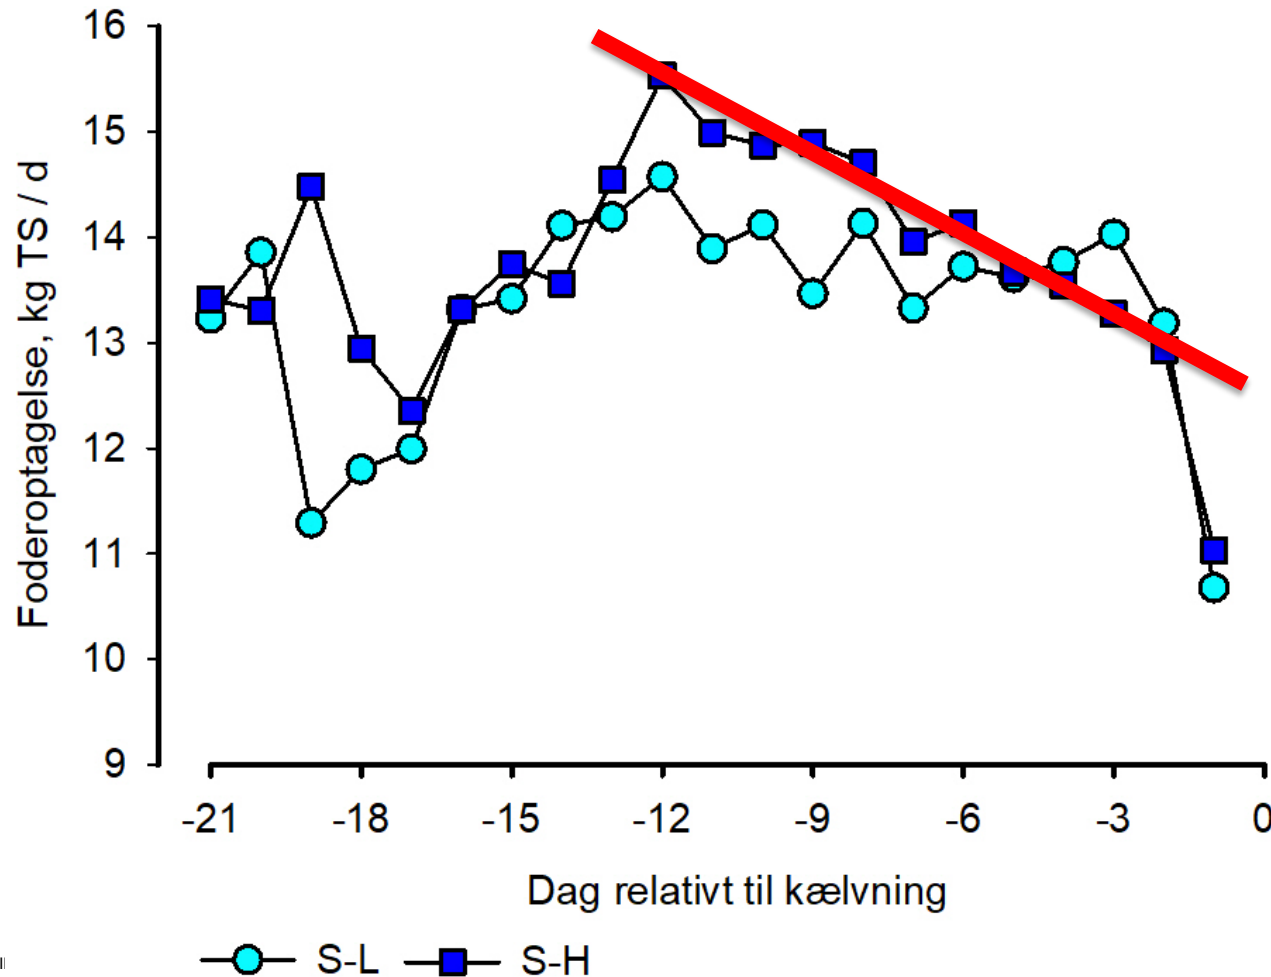 16
15
14
13
12
11
10
9
Foderoptagelse, kg TS / d
-21 -18 -15 -12 -9 -6 -3 0
Dag relativt til kælvning
S-L S-H